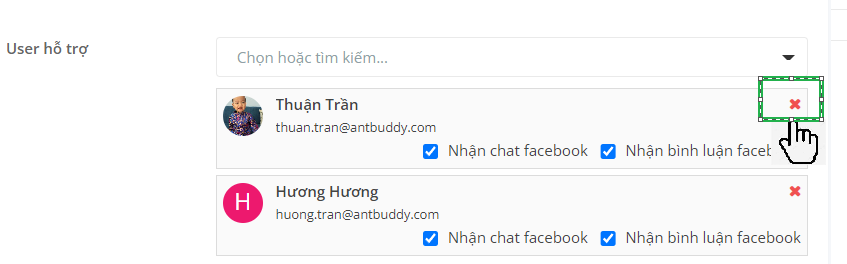 User hỗ trợ
Chọn hoặc tìm kiếm...
Thuận Trần
thuan.tran@antbuddy.com
Nhận chat facebook Nhận bình luận faceb
H
Hương Hương
huong.tran@antbuddy.com
Nhận chat facebook Nhận bình luận facebook